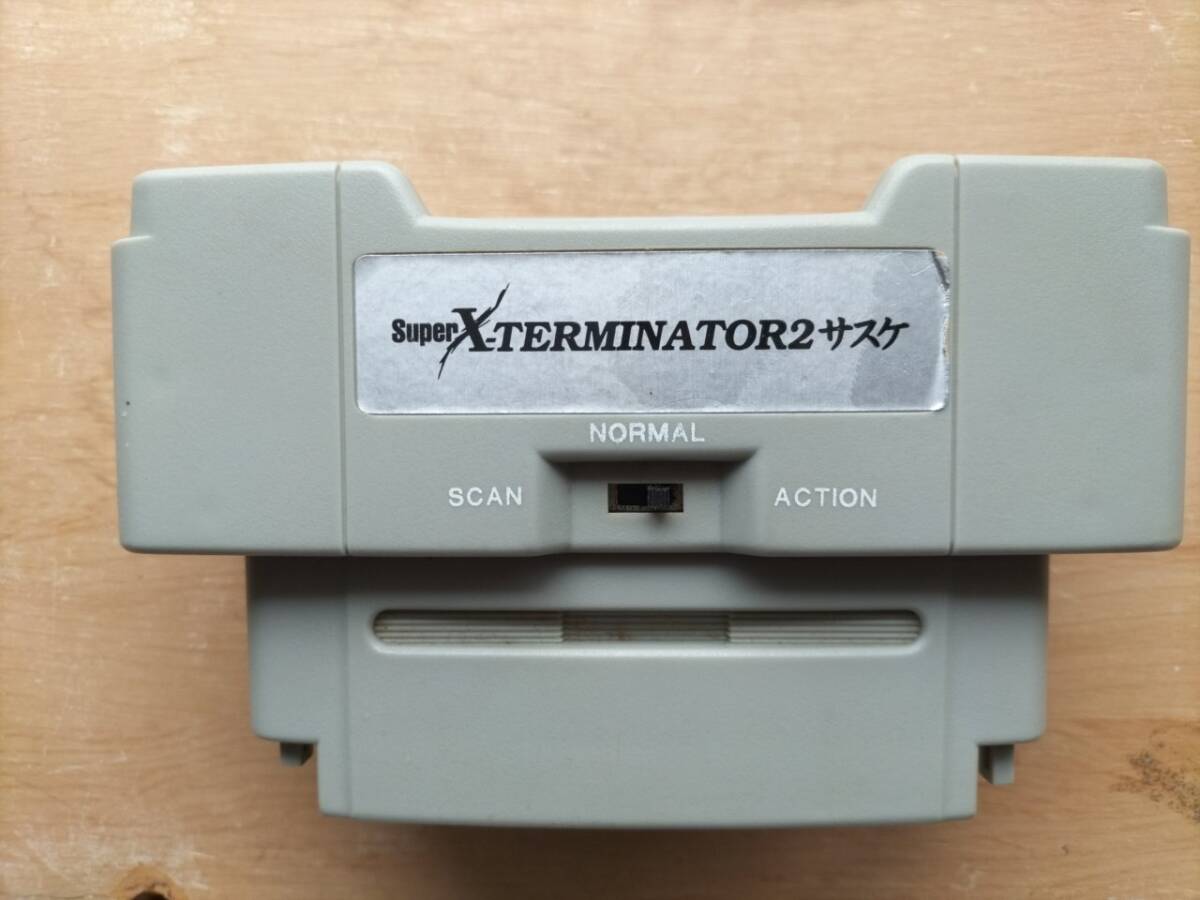 Super X-TERMINATOR2 サスケ
NORMAL
SCAN
ACTION